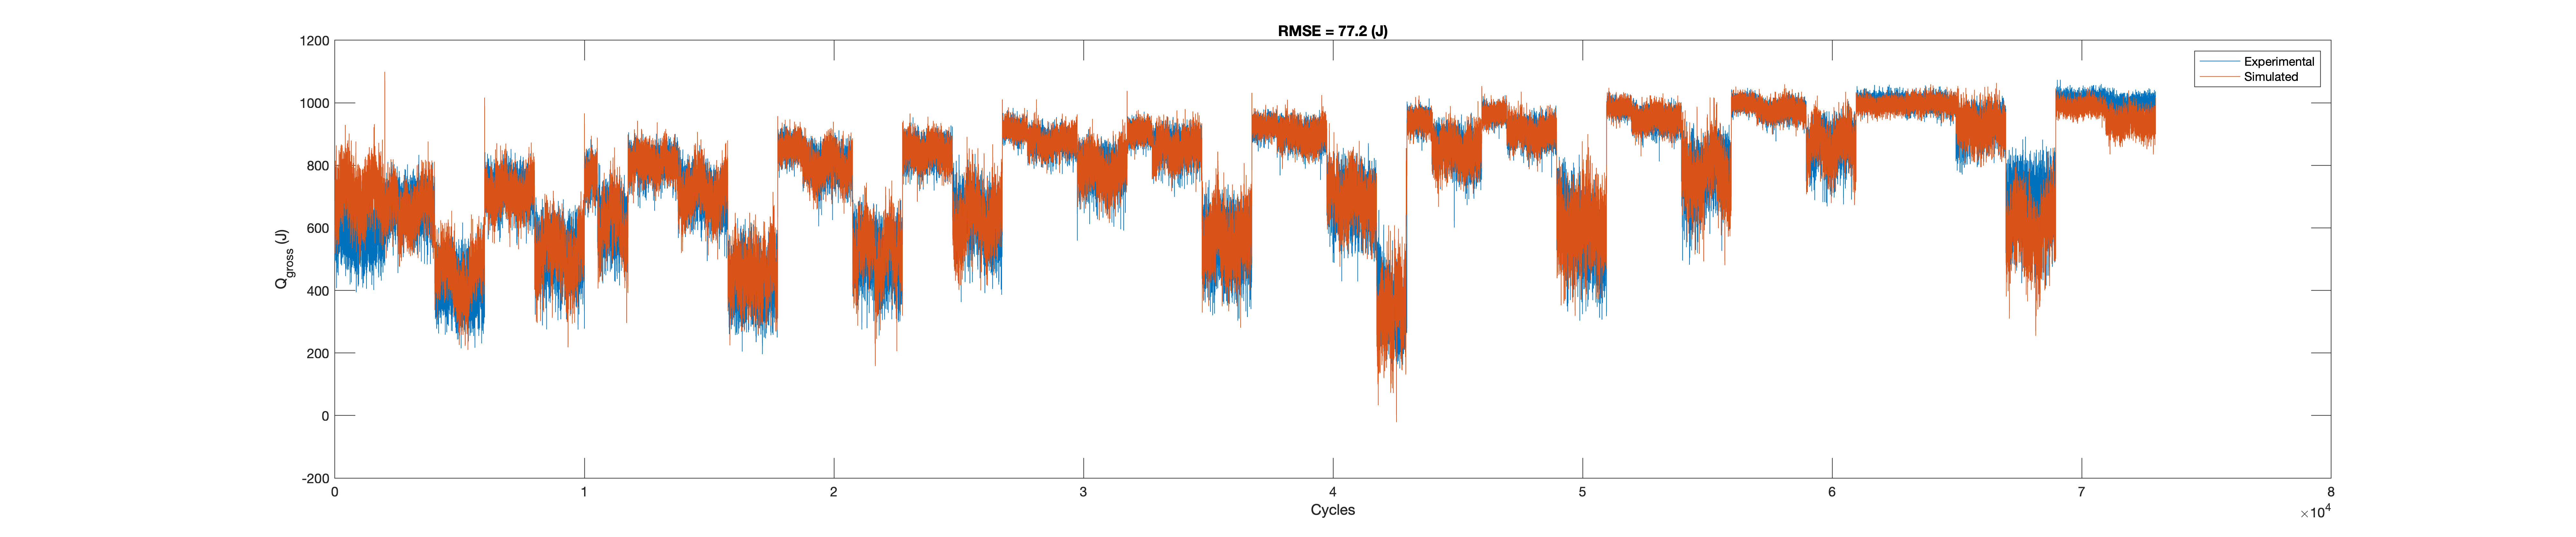 RMSE = 77.2 (J)
1200
1000
800
600
400
200
0
-200
Q_gross (J)
Experimental
Simulated
0 1 2 3 4 5 6 7 8
Cycles
×10^4